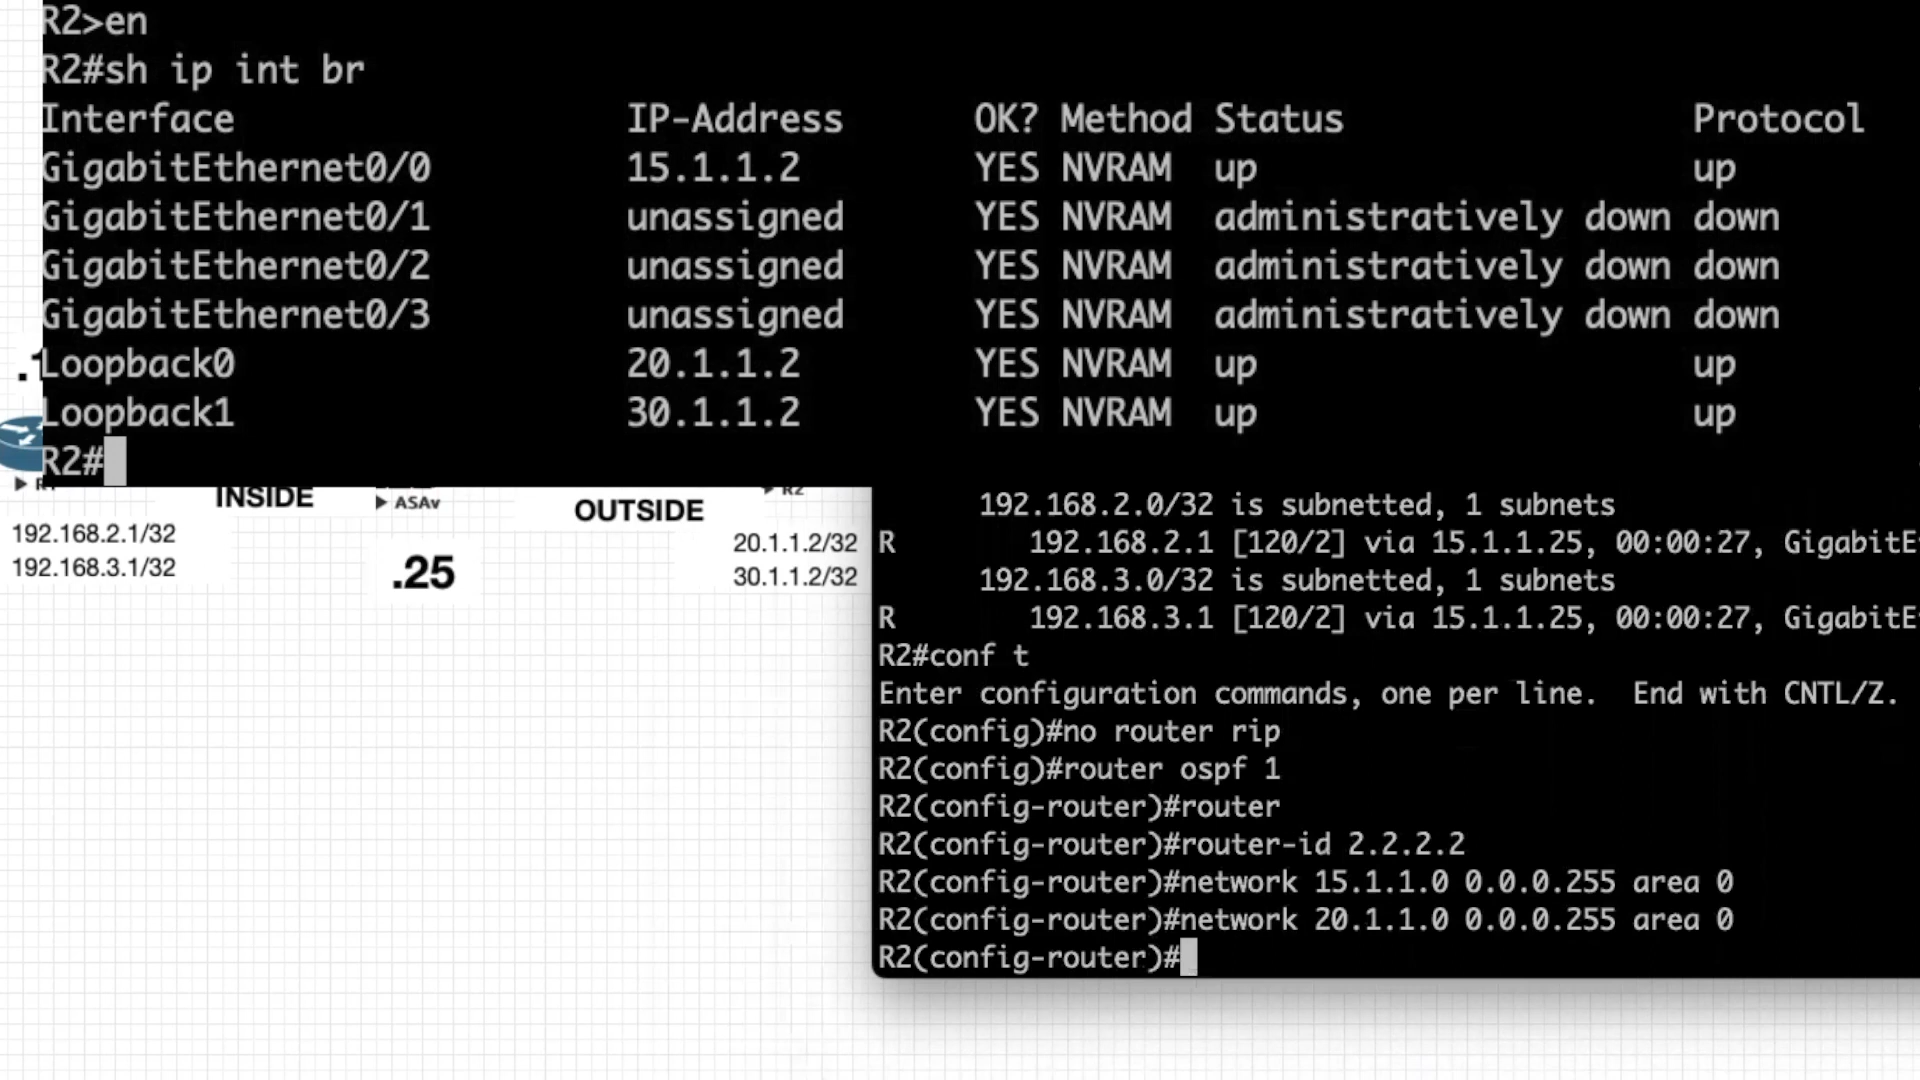 R2>en
R2#sh ip int br
Interface IP-Address OK? Method Status Protocol
GigabitEthernet0/0 15.1.1.2 YES NVRAM up up
GigabitEthernet0/1 unassigned YES NVRAM administratively down down
GigabitEthernet0/2 unassigned YES NVRAM administratively down down
GigabitEthernet0/3 unassigned YES NVRAM administratively down down
Loopback0 20.1.1.2 YES NVRAM up up
Loopback1 30.1.1.2 YES NVRAM up up
R2#
.1
INSIDE
ASAv
OUTSIDE
R2
192.168.2.1/32
192.168.3.1/32
.25
20.1.1.2/32
30.1.1.2/32
192.168.2.0/32 is subnetted, 1 subnets
R 192.168.2.1 [120/2] via 15.1.1.25, 00:00:27, GigabitE
192.168.3.0/32 is subnetted, 1 subnets
R 192.168.3.1 [120/2] via 15.1.1.25, 00:00:27, GigabitE
R2#conf t
Enter configuration commands, one per line. End with CNTL/Z.
R2(config)#no router rip
R2(config)#router ospf 1
R2(config-router)#router
R2(config-router)#router-id 2.2.2.2
R2(config-router)#network 15.1.1.0 0.0.0.255 area 0
R2(config-router)#network 20.1.1.0 0.0.0.255 area 0
R2(config-router)#